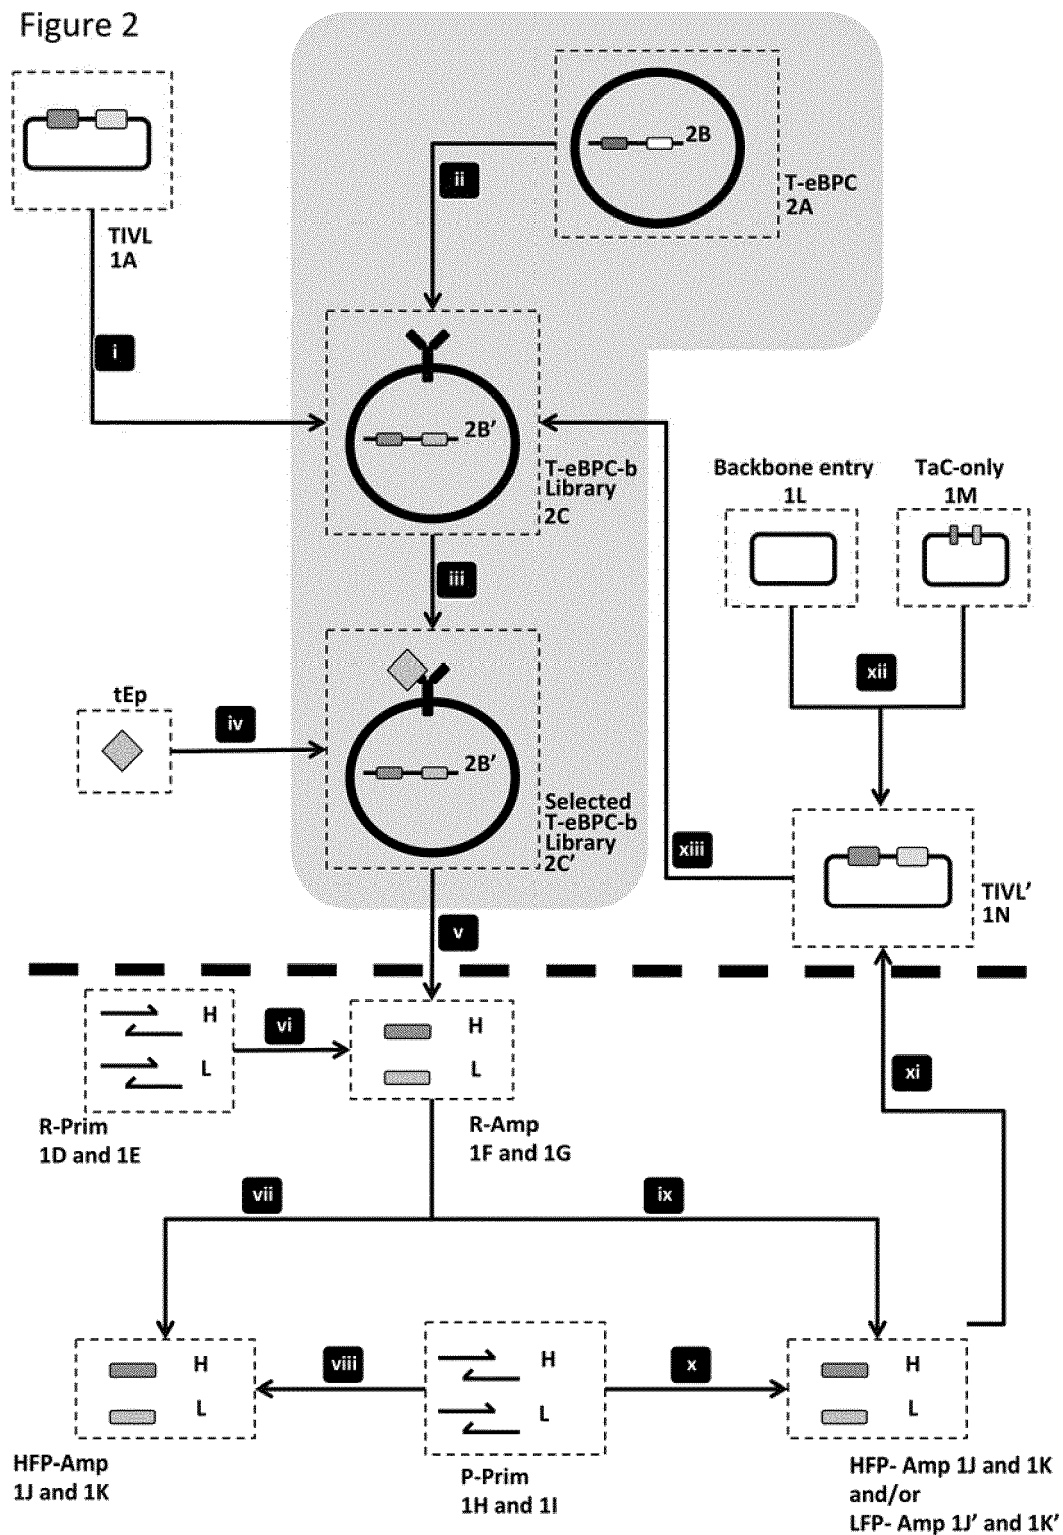 Figure 2
2B
ii
T-eBPC
2A
TIVL
1A
i
2B'
T-eBPC-b
Library
2C
Backbone entry
1L
TaC-only
1M
iii
xii
tEp
iv
2B'
Selected
T-eBPC-b
Library
2C'
xiii
TIVL'
1N
v
H
L
vi
H
L
xi
R-Prim
1D and 1E
R-Amp
1F and 1G
vii
ix
H
L
viii
H
L
x
H
L
HFP-Amp
1J and 1K
P-Prim
1H and 1I
HFP- Amp 1J and 1K
and/or
LFP- Amp 1J' and 1K'